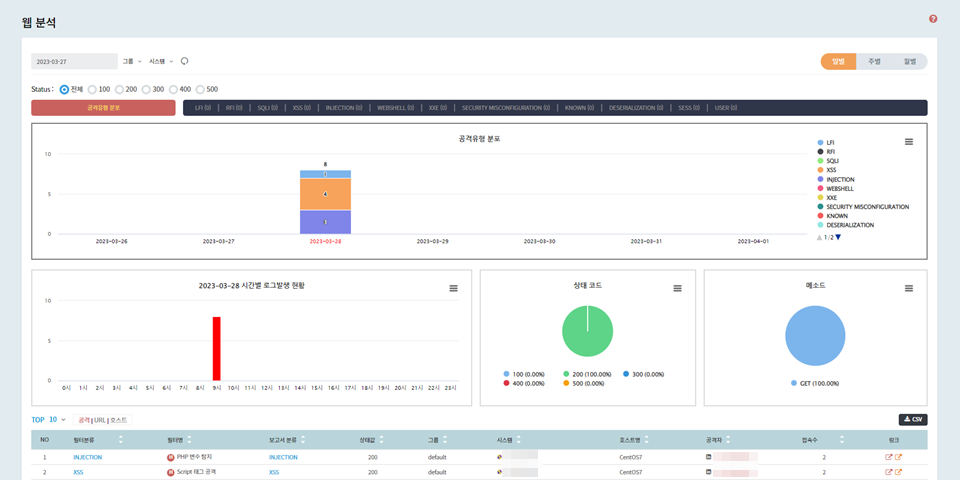 웹 분석
2023-03-27 그룹 시스템 일별 주별 월별
Status : 전체 100 200 300 400 500
공격유형 분포 LFI (0) | RFI (0) | SQLI (0) | XSS (0) | INJECTION (0) | WEBSHELL (0) | XXE (0) | SECURITY MISCONFIGURATION (0) | KNOWN (0) | DESERIALIZATION (0) | SESS (0) | USER (0)
공격유형 분포
10
5
0
8
1
4
3
2023-03-26 2023-03-27 2023-03-28 2023-03-29 2023-03-30 2023-03-31 2023-04-01
LFI
RFI
SQLI
XSS
INJECTION
WEBSHELL
XXE
SECURITY MISCONFIGURATION
KNOWN
DESERIALIZATION
1/2
2023-03-28 시간별 로그발생 현황
10
5
0
0시 1시 2시 3시 4시 5시 6시 7시 8시 9시 10시 11시 12시 13시 14시 15시 16시 17시 18시 19시 20시 21시 22시 23시
상태 코드
100 (0.00%) 200 (100.00%) 300 (0.00%)
400 (0.00%) 500 (0.00%)
메소드
GET (100.00%)
TOP 10 공격 | URL | 호스트 CSV
NO 필터분류 필터명 보고서 분류 상태값 그룹 시스템 호스트명 공격자 접속수 링크
1 INJECTION PHP 변수 탐지 INJECTION 200 default CentOS7 2
2 XSS Script 태그 공격 XSS 200 default CentOS7 2